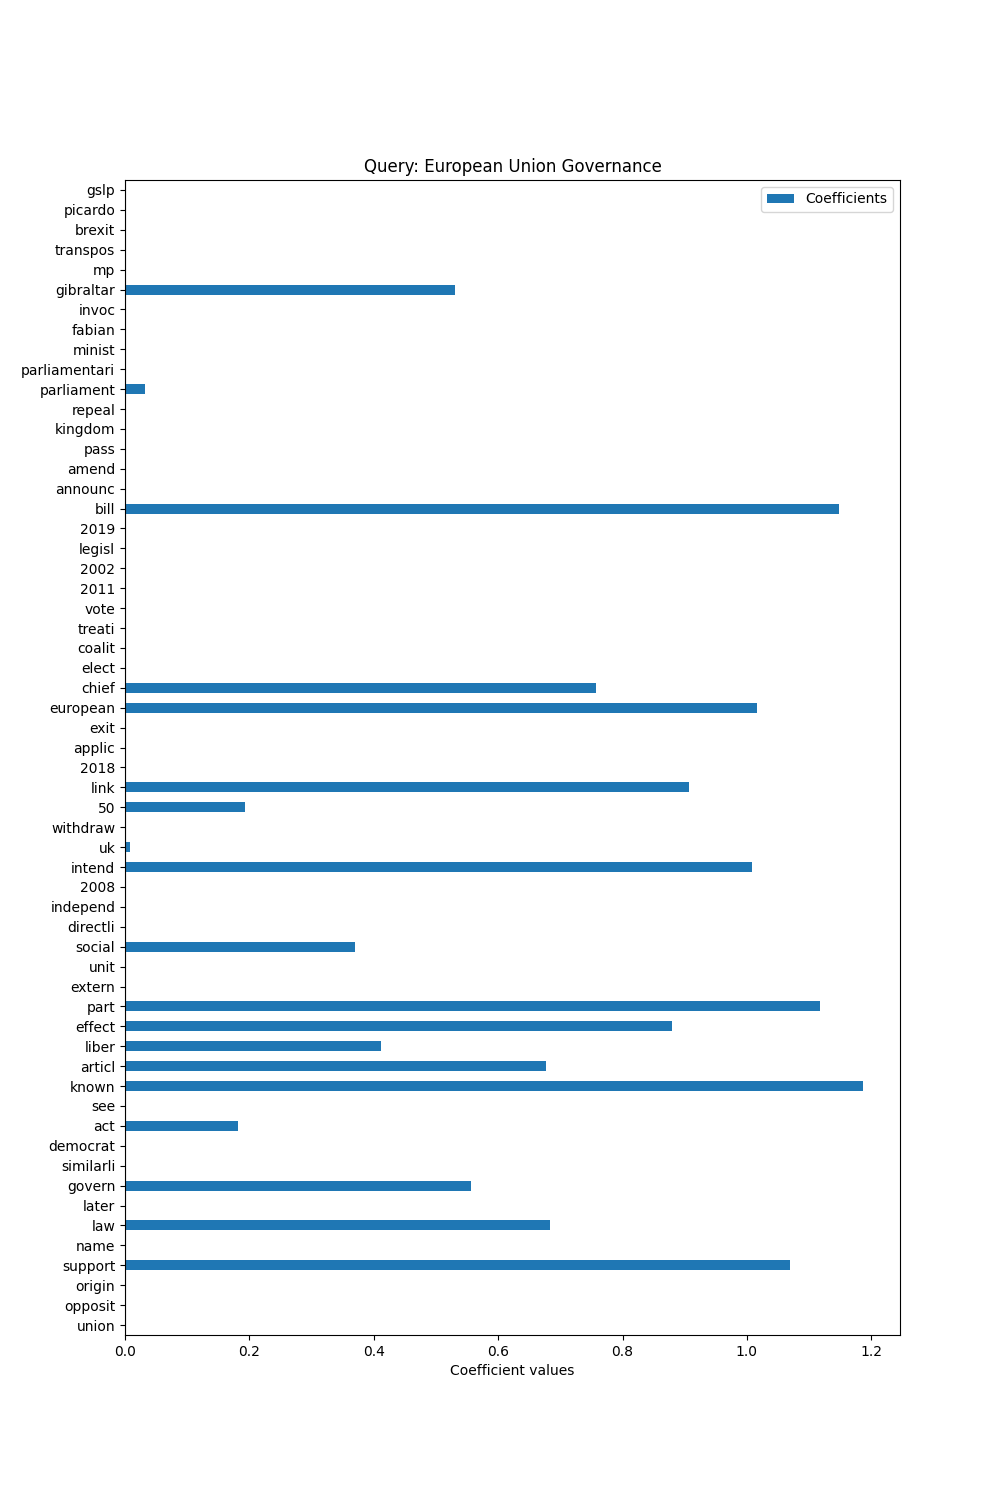 Query: European Union Governance
Coefficients
gslp
picardo
brexit
transpos
mp
gibraltar
invoc
fabian
minist
parliamentari
parliament
repeal
kingdom
pass
amend
announc
bill
2019
legisl
2002
2011
vote
treati
coalit
elect
chief
european
exit
applic
2018
link
50
withdraw
uk
intend
2008
independ
directli
social
unit
extern
part
effect
liber
articl
known
see
act
democrat
similarli
govern
later
law
name
support
origin
opposit
union
0.0 0.2 0.4 0.6 0.8 1.0 1.2
Coefficient values